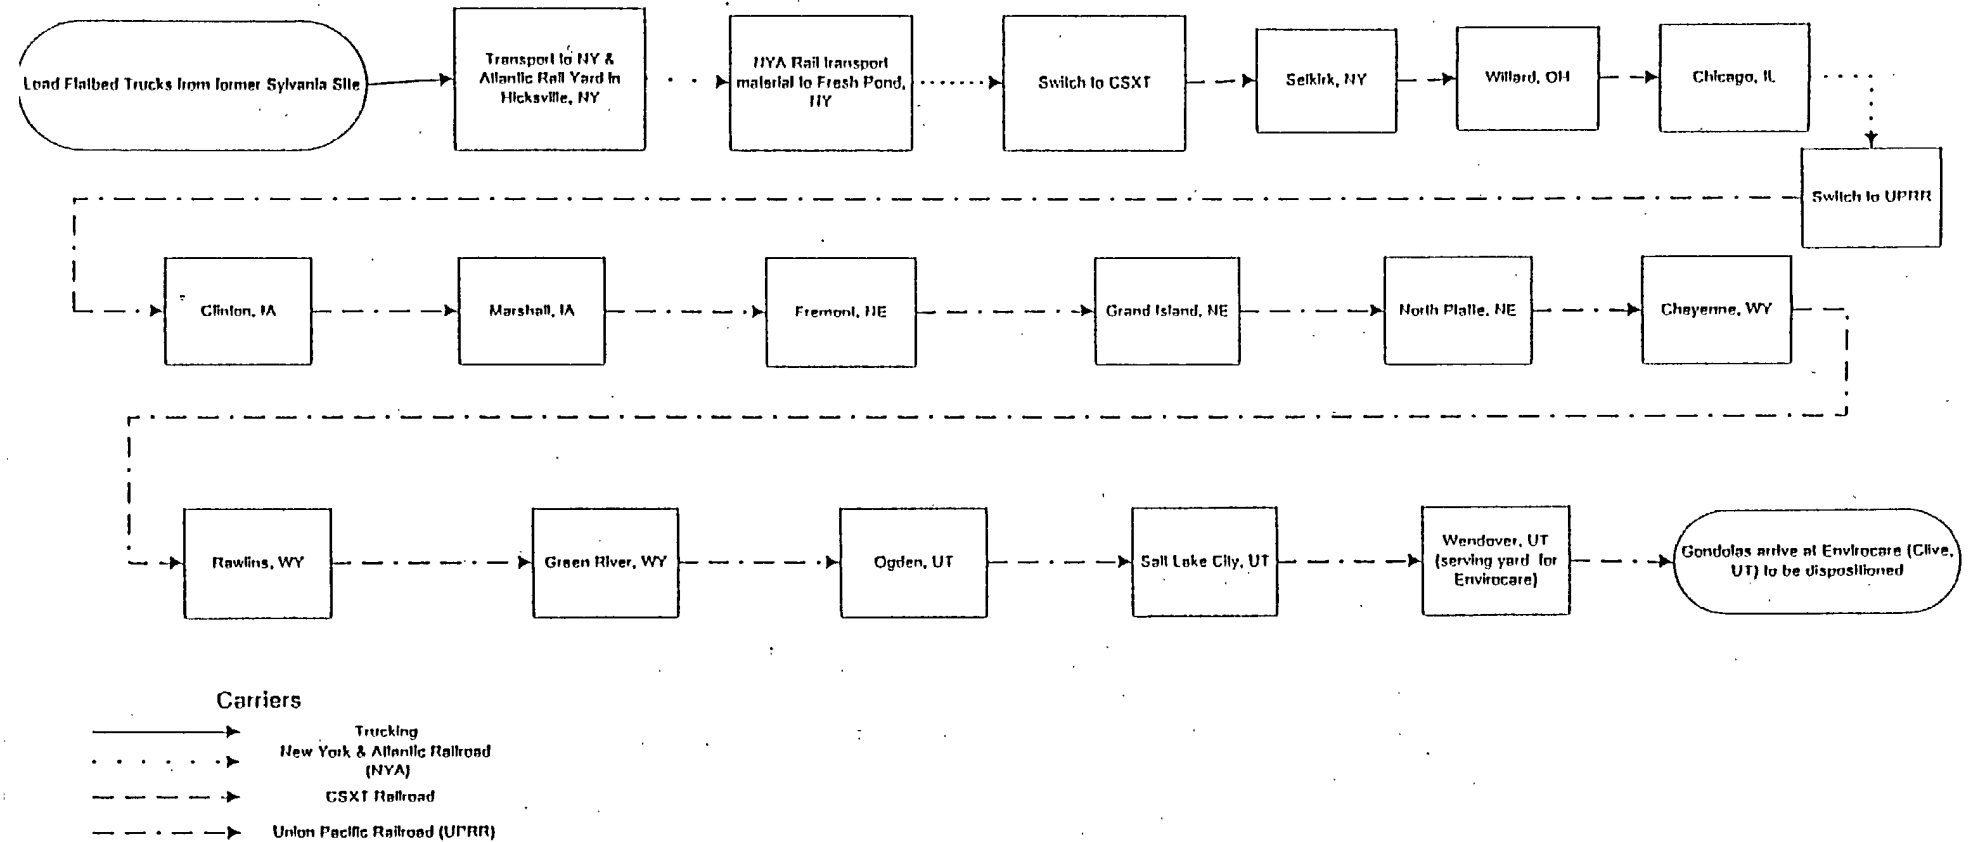 Load Flatbed Trucks from former Sylvania Site
Transport to NY &
Atlantic Rail Yard in
Hicksville, NY
NYA Rail transport
material to Fresh Pond,
NY
Switch to CSXT
Selkirk, NY
Willard, OH
Chicago, IL
Switch to UPRR
Clinton, IA
Marshall, IA
Fremont, NE
Grand Island, NE
North Platte, NE
Cheyenne, WY
Rawlins, WY
Green River, WY
Ogden, UT
Salt Lake City, UT
Wendover, UT
(serving yard for
Envirocare)
Gondolas arrive at Envirocare (Clive,
UT) to be dispositioned
Carriers
Trucking
New York & Atlantic Railroad
(NYA)
CSXT Railroad
Union Pacific Railroad (UPRR)